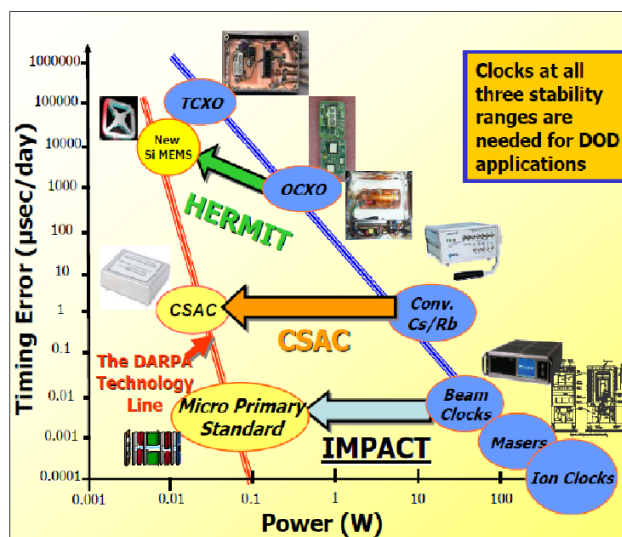 Timing Error (µsec/day)
1000000
100000
10000
1000
100
10
1
0.1
0.01
0.001
0.0001
0.001
0.01
0.1
1
10
100
Power (W)
Clocks at all
three stability
ranges are
needed for DOD
applications
TCXO
New
Si MEMS
OCXO
HERMIT
CSAC
Conv.
Cs/Rb
CSAC
The DARPA
Technology
Line
Micro Primary
Standard
Beam
Clocks
IMPACT
Masers
Ion Clocks